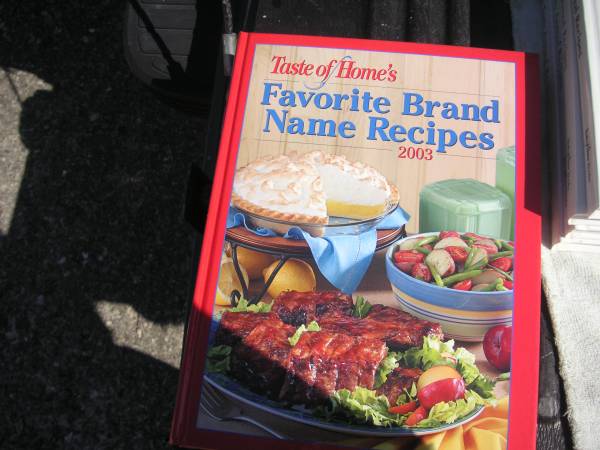 Taste of Home's
Favorite Brand
Name Recipes
2003